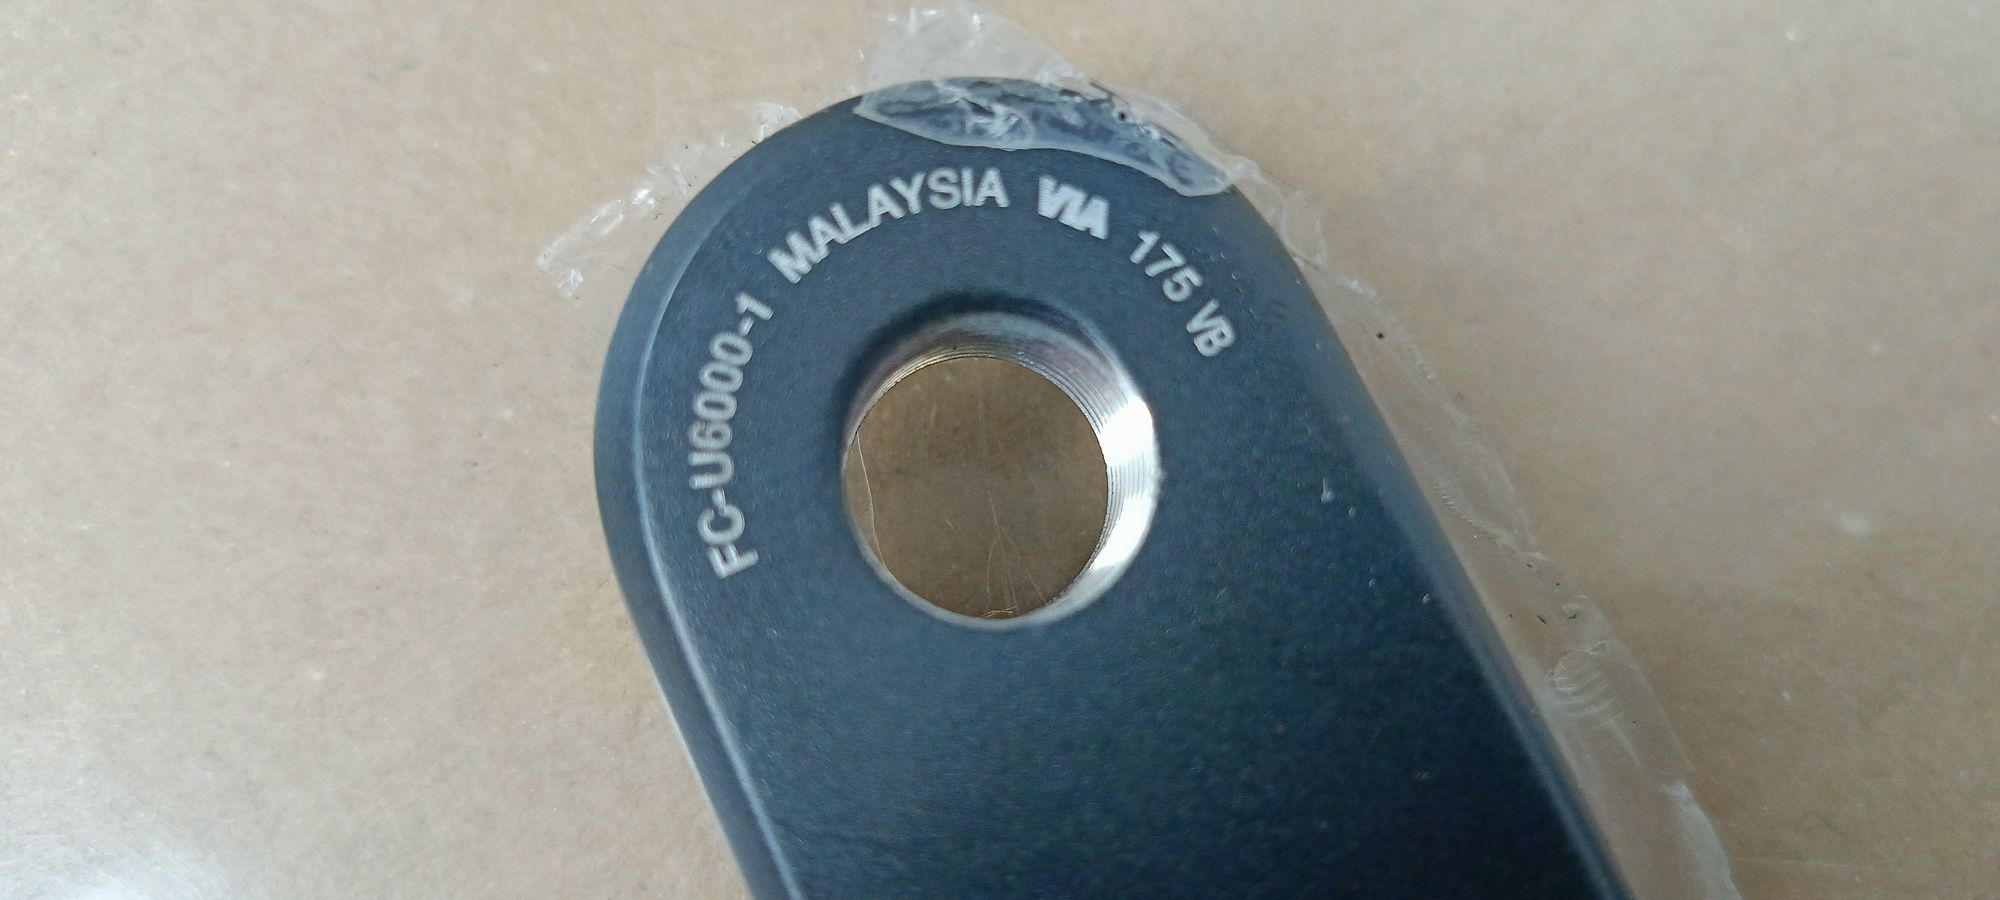 FC-U6000-1 MALAYSIA VIA 175 VB